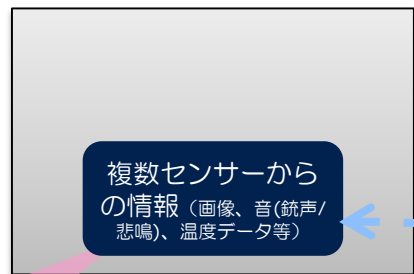 複数センサーから
の情報（画像、音(銃声/
悲鳴)、温度データ等）